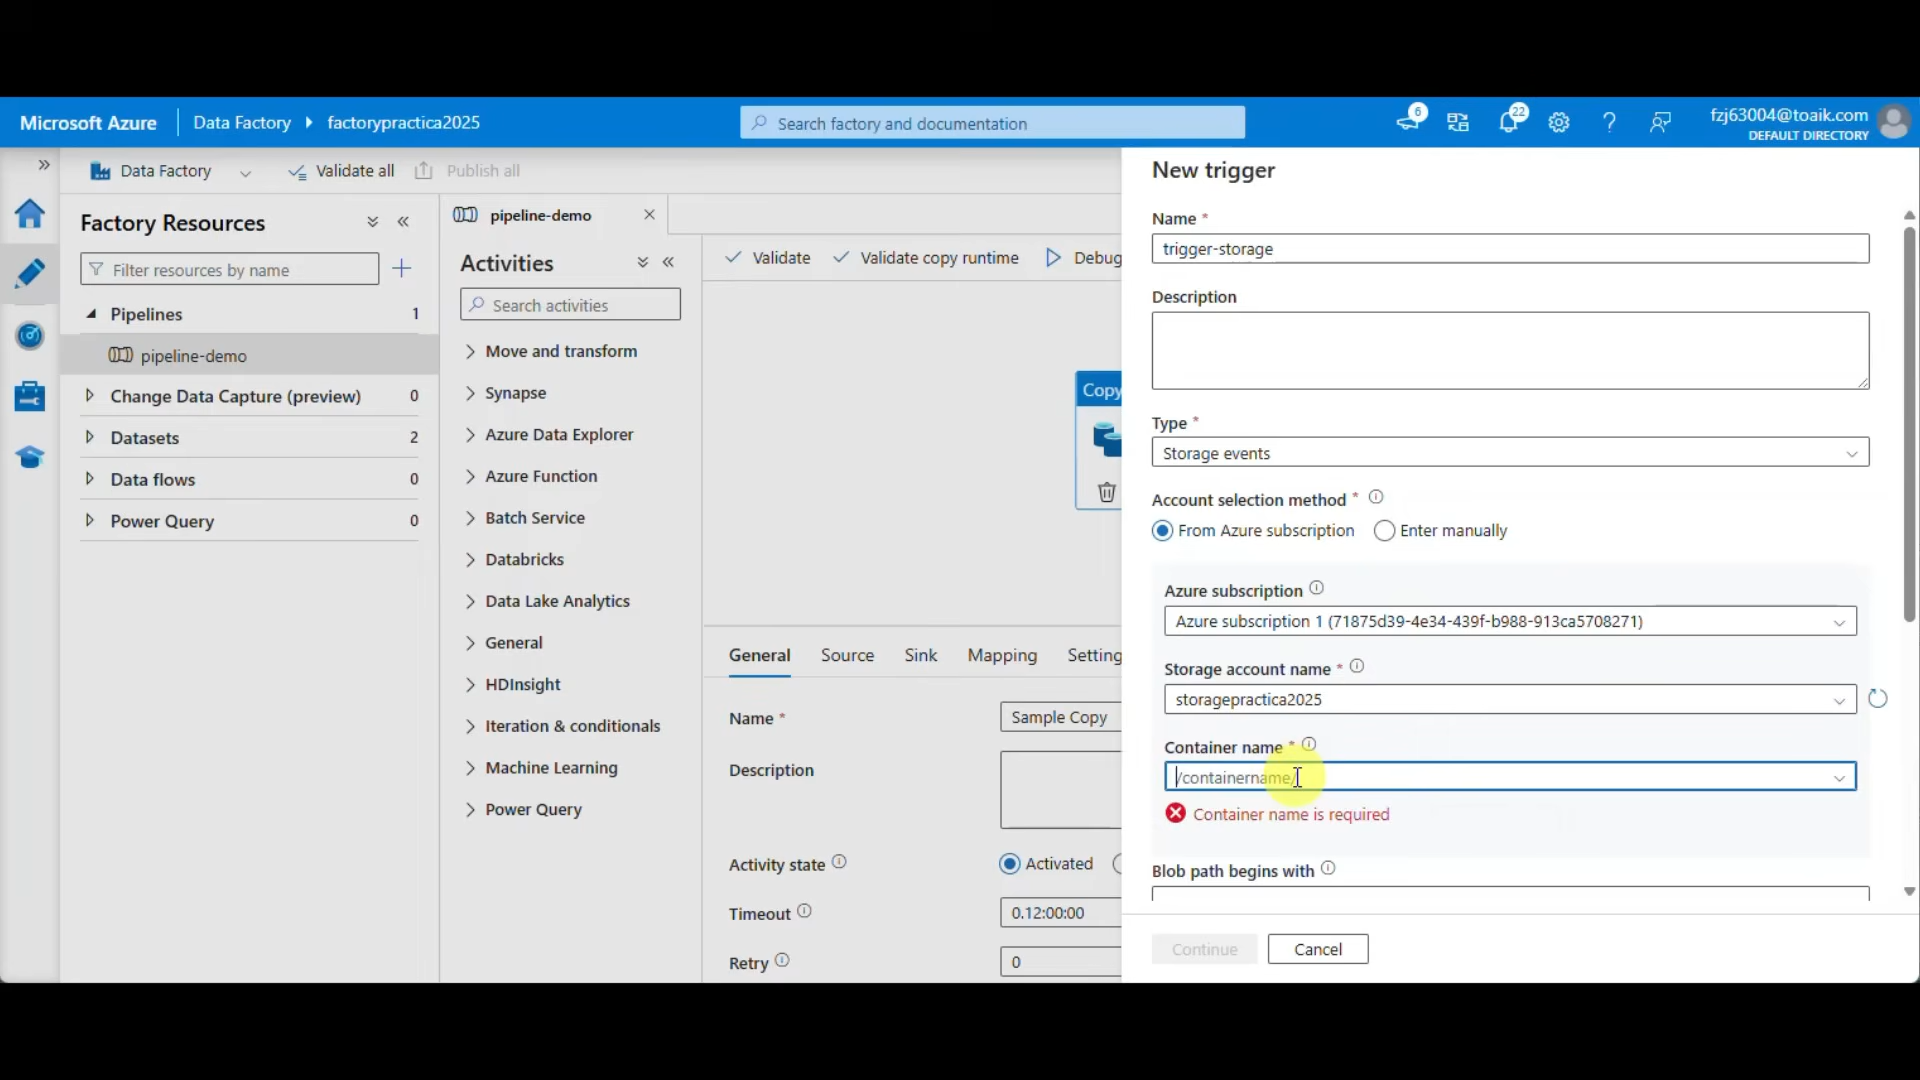 Microsoft Azure
Data Factory
factorypractica2025
Search factory and documentation
6
22
fzj63004@toaik.com
DEFAULT DIRECTORY
Data Factory
Validate all
Publish all
Factory Resources
Filter resources by name
Pipelines 1
pipeline-demo
Change Data Capture (preview) 0
Datasets 2
Data flows 0
Power Query 0
pipeline-demo
Activities
Search activities
Move and transform
Synapse
Azure Data Explorer
Azure Function
Batch Service
Databricks
Data Lake Analytics
General
HDInsight
Iteration & conditionals
Machine Learning
Power Query
Validate
Validate copy runtime
Debug
Copy
General
Source
Sink
Mapping
Setting
Name *
Sample Copy
Description
Activity state
Activated
Timeout
0.12:00:00
Retry
0
New trigger
Name *
trigger-storage
Description
Type *
Storage events
Account selection method *
From Azure subscription
Enter manually
Azure subscription
Azure subscription 1 (71875d39-4e34-439f-b988-913ca5708271)
Storage account name *
storagepractica2025
Container name *
/containername/
Container name is required
Blob path begins with
Continue
Cancel